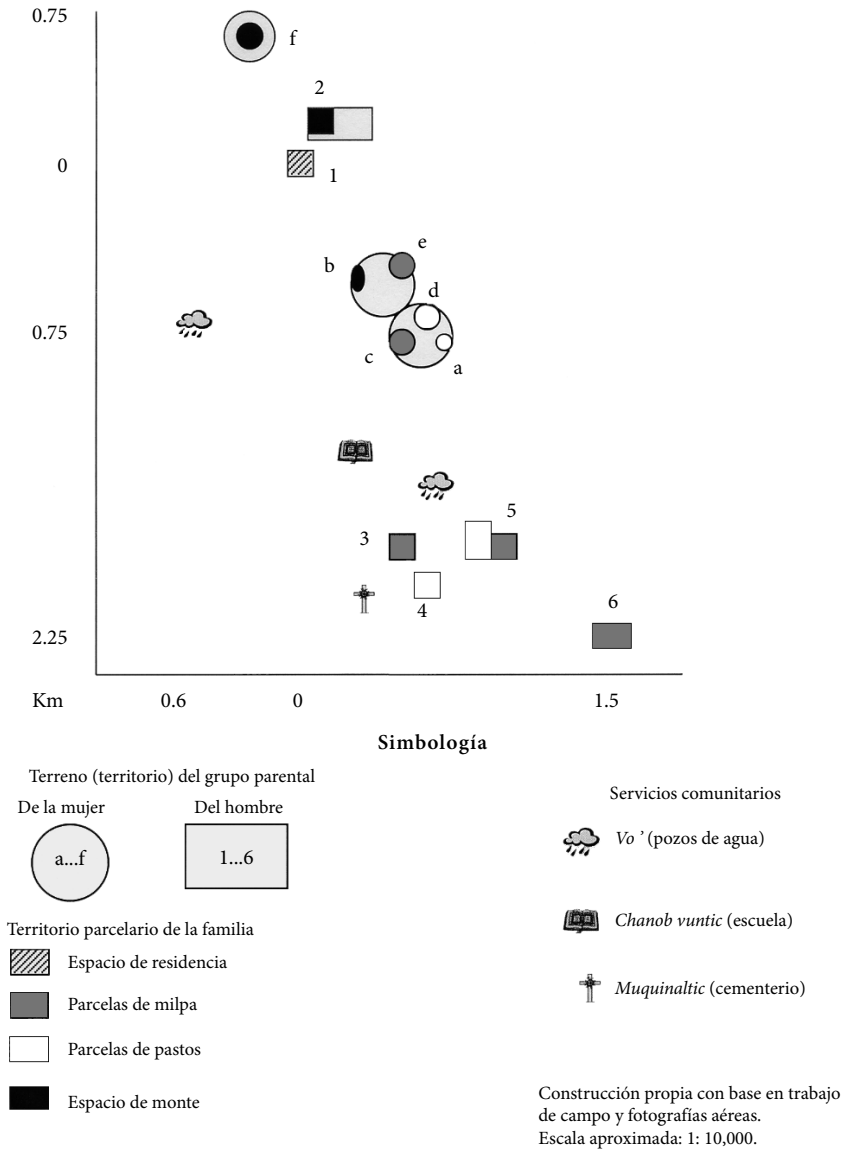 0.75
f
2
0
1
e
b
d
0.75
c
a
3
5
4
6
2.25
Km 0.6 0 1.5
Simbología
Terreno (territorio) del grupo parental
De la mujer Del hombre
a...f 1...6
Territorio parcelario de la familia
Espacio de residencia
Parcelas de milpa
Parcelas de pastos
Espacio de monte
Servicios comunitarios
Vo ’ (pozos de agua)
Chanob vuntic (escuela)
Muquinaltic (cementerio)
Construcción propia con base en trabajo
de campo y fotografías aéreas.
Escala aproximada: 1: 10,000.